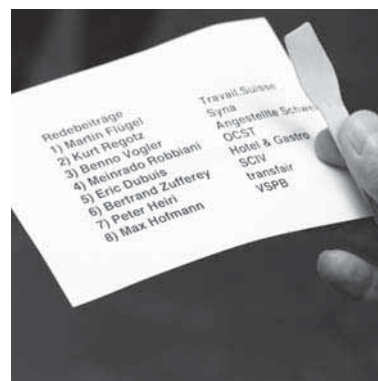 Redebeiträge
1) Martin Flügel Travail.Suisse
2) Kurt Regotz Syna
3) Benno Vogler Angestellte Schwe
4) Meinrado Robbiani OCST
5) Eric Dubuis Hotel & Gastro
6) Bertrand Zufferey SCIV
7) Peter Heiri transfair
8) Max Hofmann VSPB